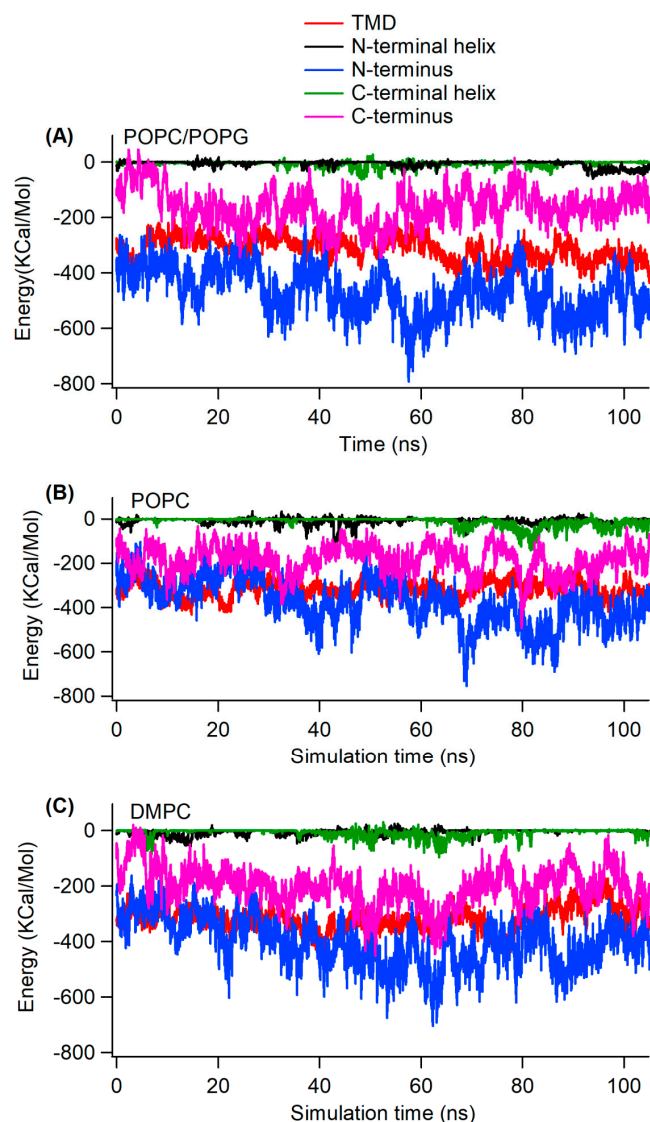 TMD
N-terminal helix
N-terminus
C-terminal helix
C-terminus
(A)
POPC/POPG
0
-200
-400
-600
-800
Energy(KCal/Mol)
0 20 40 60 80 100
Time (ns)
(B)
POPC
0
-200
-400
-600
-800
Energy (KCal/Mol)
0 20 40 60 80 100
Simulation time (ns)
(C)
DMPC
0
-200
-400
-600
-800
Energy (KCal/Mol)
0 20 40 60 80 100
Simulation time (ns)